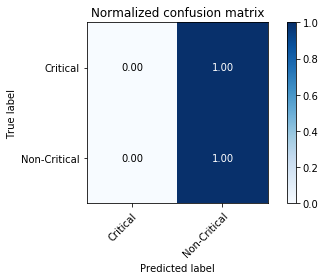 Normalized confusion matrix
True label
Critical
Non-Critical
0.00 1.00
0.00 1.00
Critical
Non-Critical
Predicted label
1.0
0.8
0.6
0.4
0.2
0.0